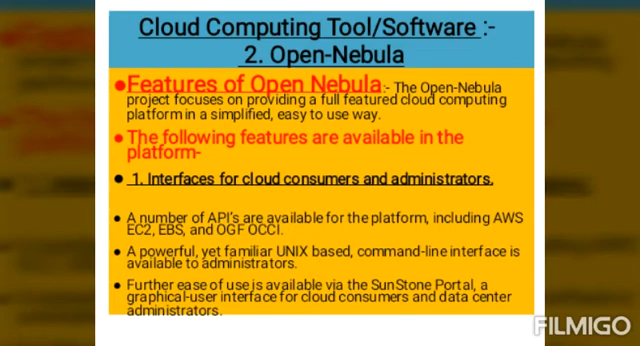 Cloud Computing Tool/Software :-
2. Open-Nebula
●Features of Open Nebula:- The Open-Nebula
project focuses on providing a full featured cloud computing
platform in a simplified, easy to use way.
● The following features are available in the
platform-
● 1. Interfaces for cloud consumers and administrators.
● A number of API's are available for the platform, including AWS
EC2, EBS, and OGF OCCI.
● A powerful, yet familiar UNIX based, command-line interface is
available to administrators.
● Further ease of use is available via the SunStone Portal, a
graphical-user interface for cloud consumers and data center
administrators.
FILMIGO